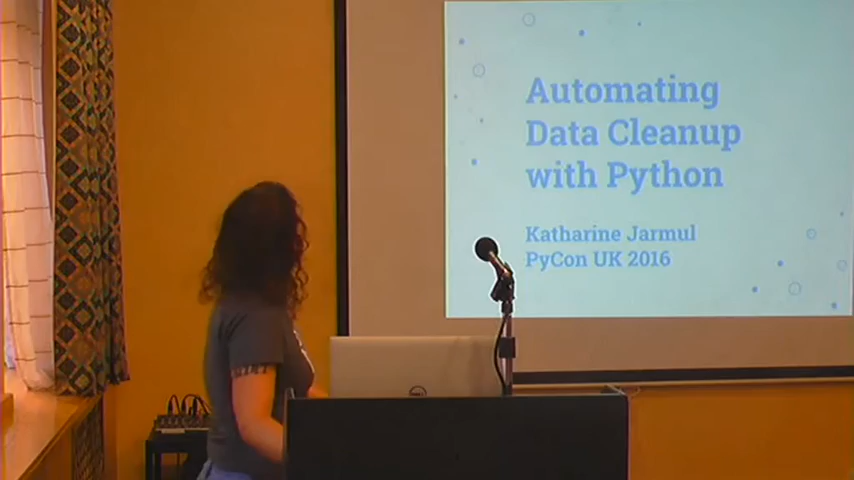 Automating
Data Cleanup
with Python
Katharine Jarmul
PyCon UK 2016